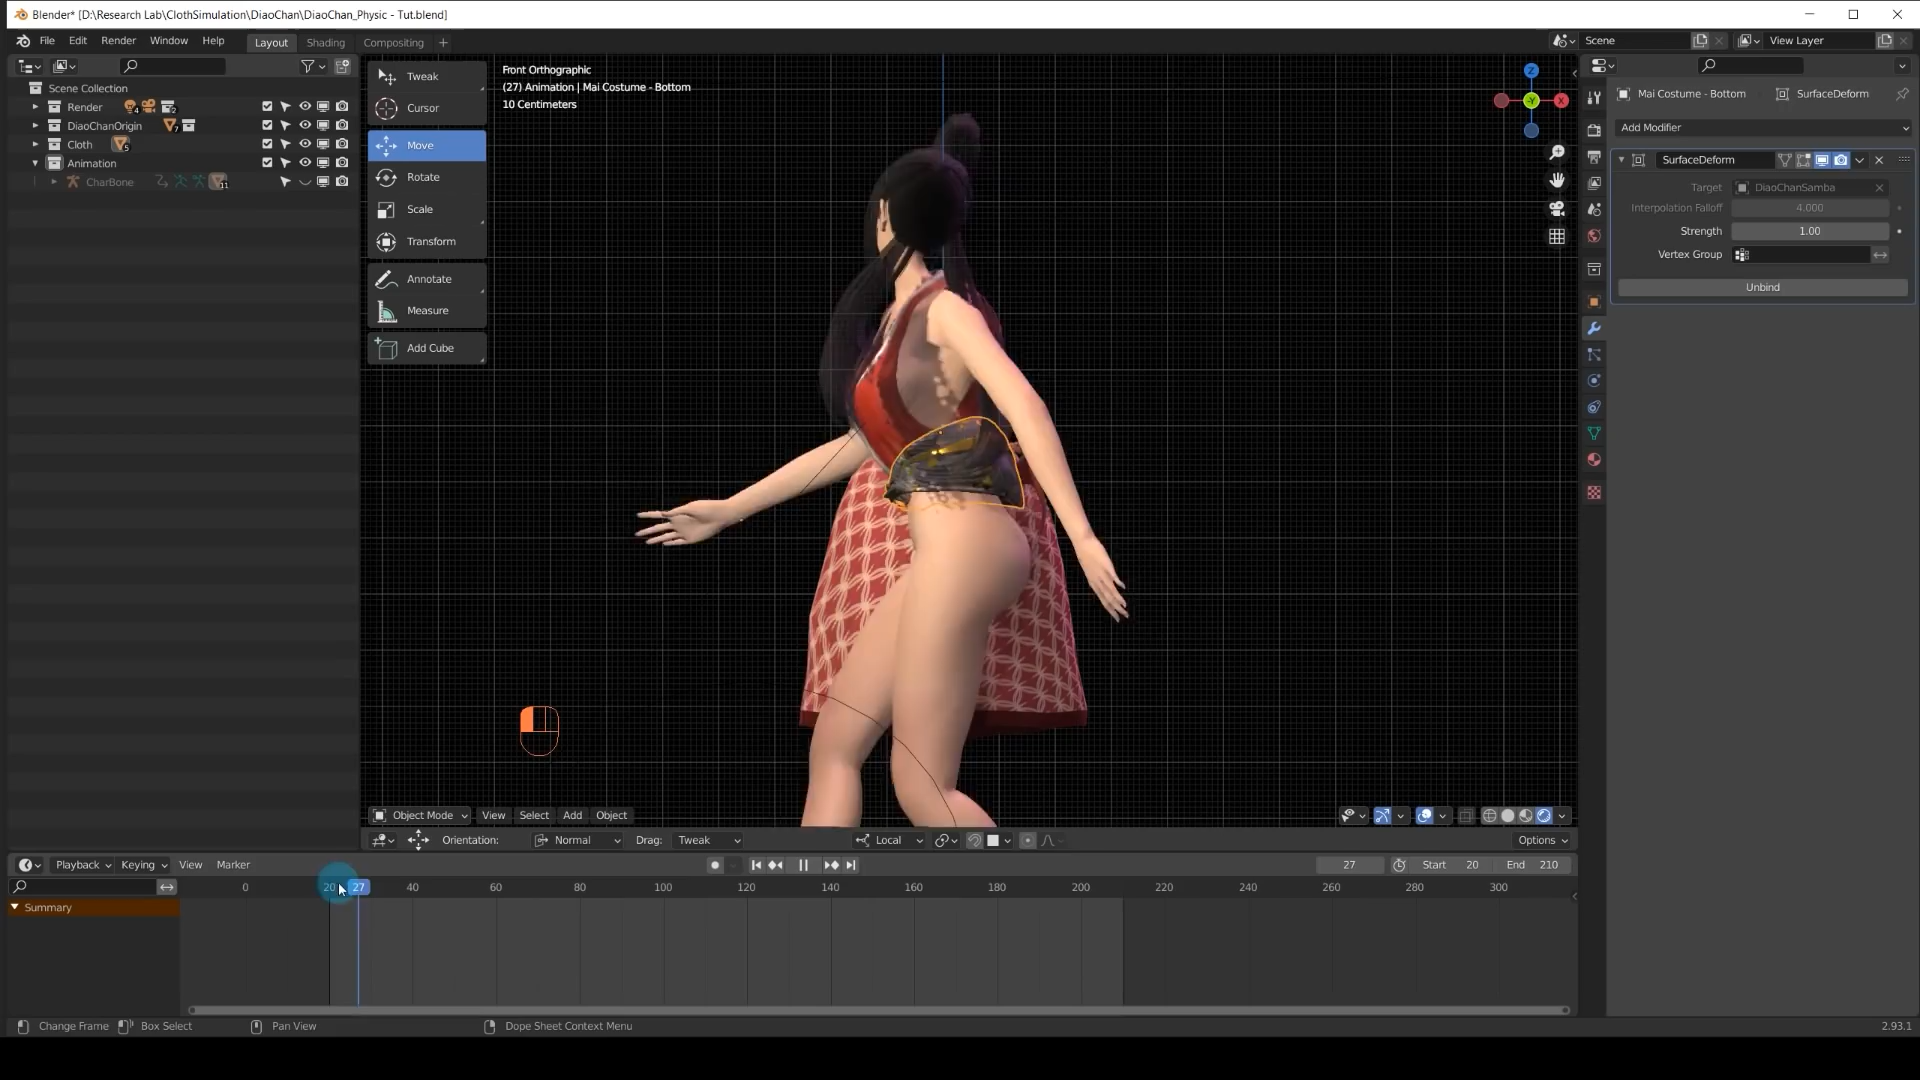 Blender* [D:\Research Lab\ClothSimulation\DiaoChan\DiaoChan_Physic - Tut.blend]
File Edit Render Window Help Layout Shading Compositing + Scene View Layer
Scene Collection
Render
DiaoChanOrigin 7
Cloth 5
Animation
CharBone 11
Tweak
Cursor
Move
Rotate
Scale
Transform
Annotate
Measure
Add Cube
Front Orthographic
(27) Animation | Mai Costume - Bottom
10 Centimeters
Z
-Y
X
Mai Costume - Bottom SurfaceDeform
Add Modifier
SurfaceDeform
Target DiaoChanSamba
Interpolation Falloff 4.000
Strength 1.00
Vertex Group
Unbind
Object Mode View Select Add Object
Orientation: Normal Drag: Tweak Local Options
Playback Keying View Marker 27 Start 20 End 210
0 20 27 40 60 80 100 120 140 160 180 200 220 240 260 280 300
Summary
Change Frame Box Select Pan View Dope Sheet Context Menu 2.93.1